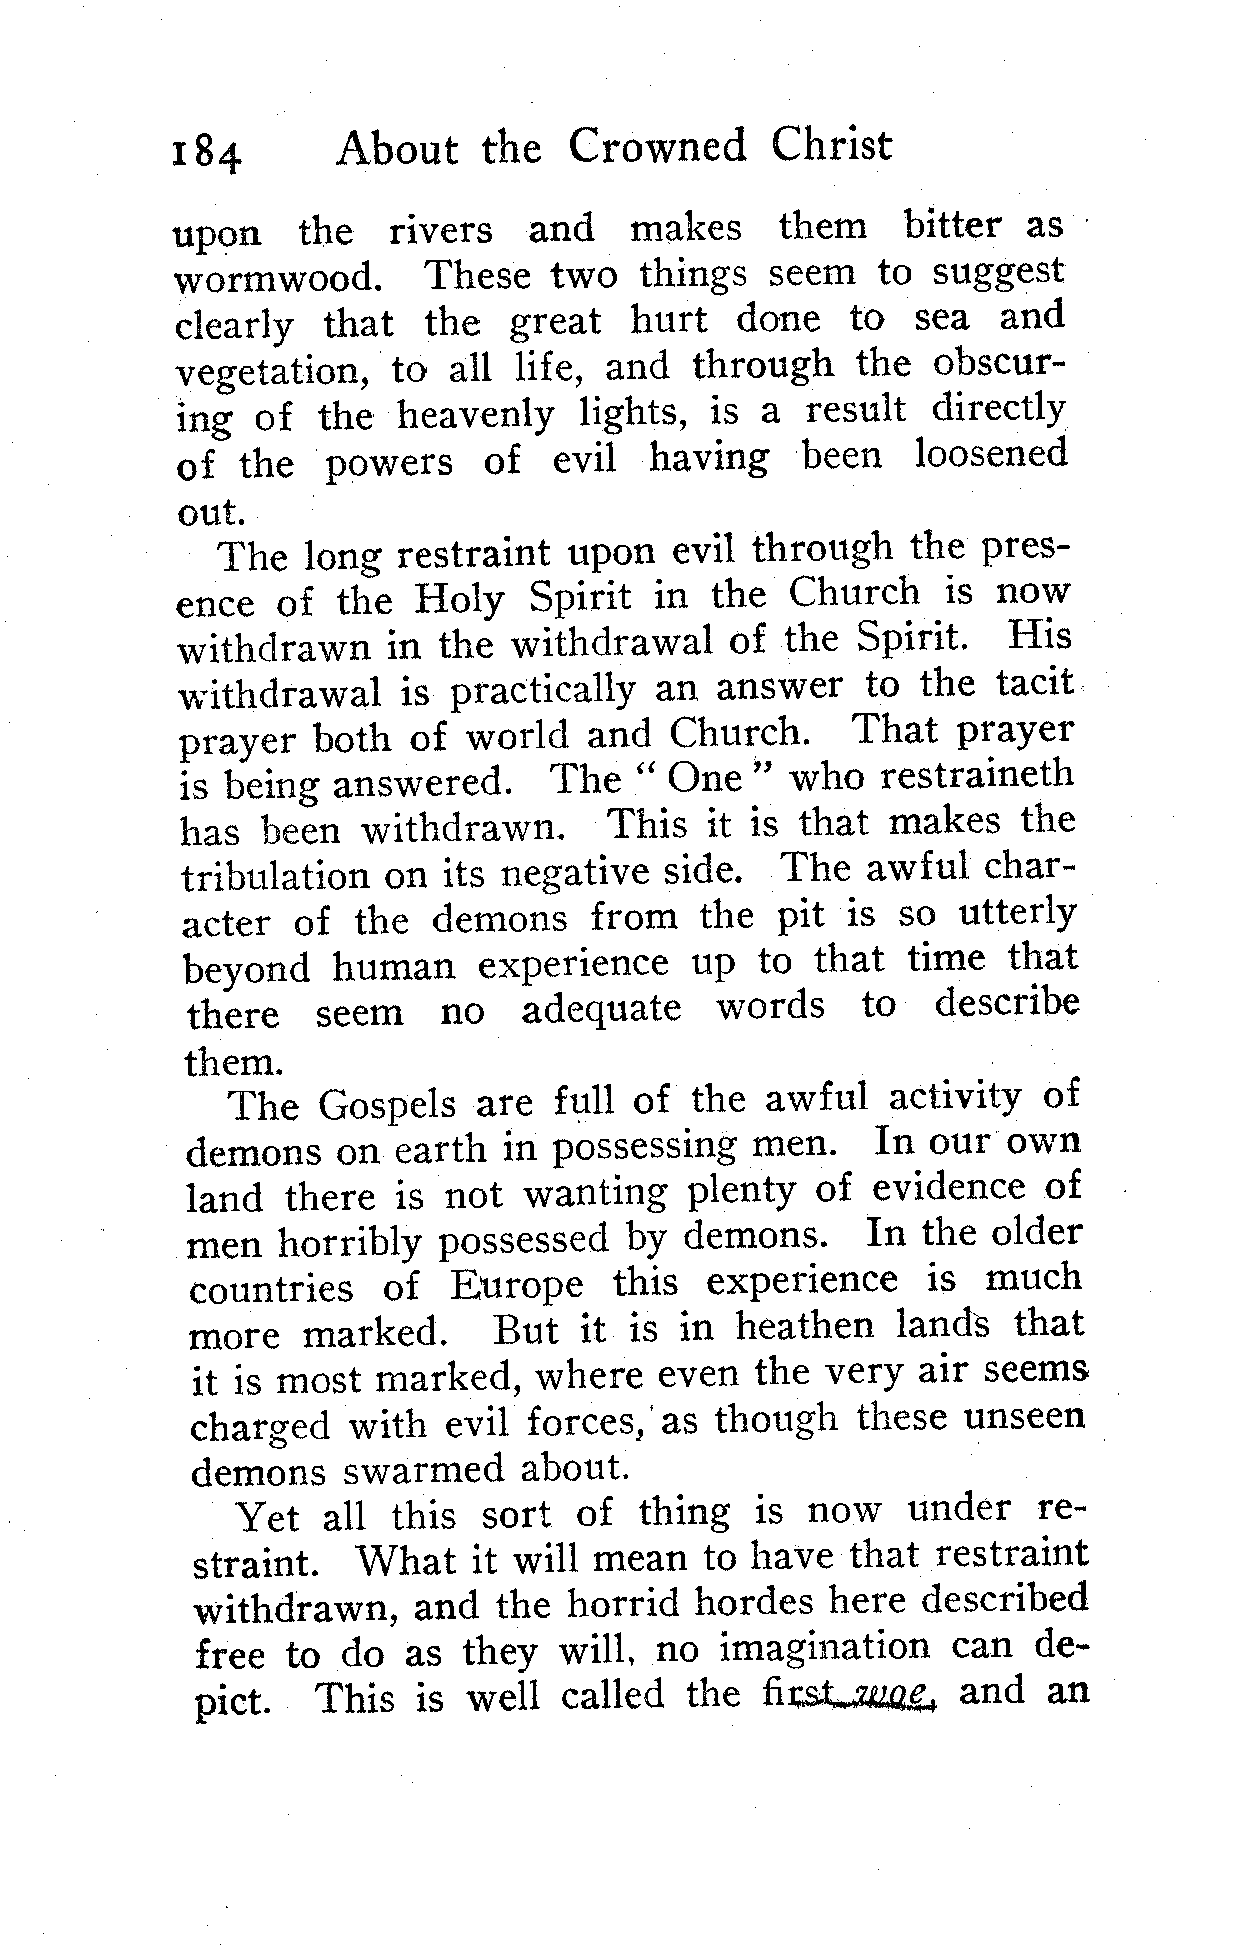 184 About the Crowned Christ
upon the rivers and makes them bitter as
wormwood. These two things seem to suggest
clearly that the great hurt done to sea and
vegetation, to all life, and through the obscur-
ing of the heavenly lights, is a result directly
of the powers of evil having been loosened
out.
The long restraint upon evil through the pres-
ence of the Holy Spirit in the Church is now
withdrawn in the withdrawal of the Spirit. His
withdrawal is practically an answer to the tacit
prayer both of world and Church. That prayer
is being answered. The “ One ” who restraineth
has been withdrawn. This it is that makes the
tribulation on its negative side. The awful char-
acter of the demons from the pit is so utterly
beyond human experience up to that time that
there seem no adequate words to describe
them.
The Gospels are full of the awful activity of
demons on earth in possessing men. In our own
land there is not wanting plenty of evidence of
men horribly possessed by demons. In the older
countries of Europe this experience is much
more marked. But it is in heathen lands that
it is most marked, where even the very air seems
charged with evil forces, as though these unseen
demons swarmed about.
Yet all this sort of thing is now under re-
straint. What it will mean to have that restraint
withdrawn, and the horrid hordes here described
free to do as they will, no imagination can de-
pict. This is well called the first woe, and an